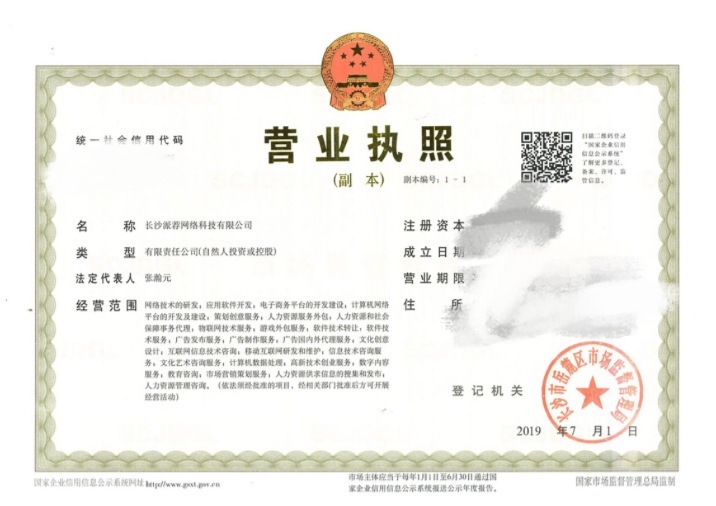 统一社会信用代码
营业执照
(副 本) 副本编号：1 - 1
扫描二维码登录
“国家企业信用
信息公示系统”
了解更多登记、
备案、许可、监
管信息。
名 称 长沙派荐网络科技有限公司
类 型 有限责任公司(自然人投资或控股)
法定代表人 张瀚元
经营范围 网络技术的研发；应用软件开发；电子商务平台的开发建设；计算机网络
平台的开发及建设；策划创意服务；人力资源服务外包；人力资源和社会
保障事务代理；物联网技术服务；游戏外包服务；软件技术转让；软件技
术服务；广告发布服务；广告制作服务；广告国内外代理服务；文化创意
设计；互联网信息技术咨询；移动互联网研发和维护；信息技术咨询服
务；文化艺术咨询服务；计算机数据处理；高新技术创业服务；数字内容
服务；教育咨询；市场营销策划服务；人力资源供求信息的搜集和发布；
人力资源管理咨询。（依法须经批准的项目，经相关部门批准后方可开展
经营活动）
注册资本
成立日期
营业期限
住 所
登记机关
长沙市岳麓区市场监督管理局
2019 年 7 月 1 日
国家企业信用信息公示系统网址 http://www.gsxt.gov.cn
市场主体应当于每年1月1日至6月30日通过国
家企业信用信息公示系统报送公示年度报告。
国家市场监督管理总局监制